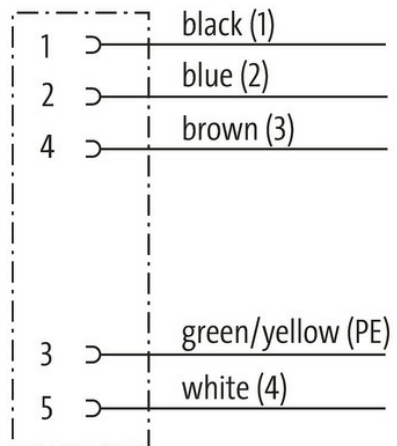 1 black (1)
2 blue (2)
4 brown (3)
3 green/yellow (PE)
5 white (4)